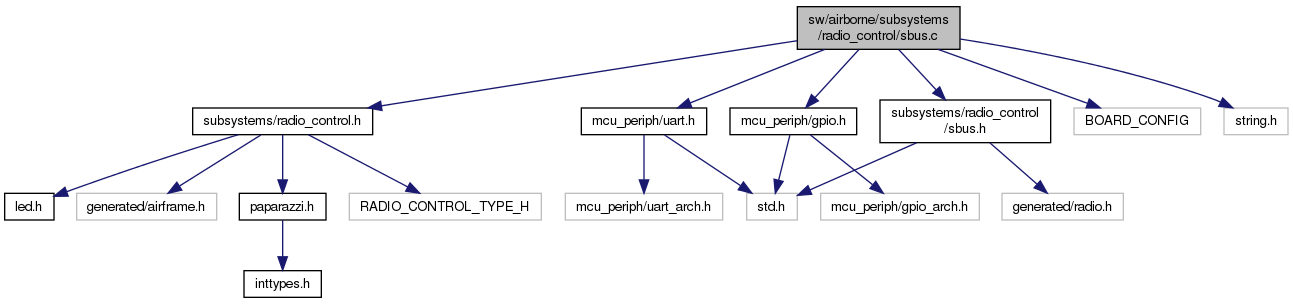 sw/airborne/subsystems
/radio_control/sbus.c
subsystems/radio_control.h
mcu_periph/uart.h
mcu_periph/gpio.h
subsystems/radio_control
/sbus.h
BOARD_CONFIG
string.h
led.h
generated/airframe.h
paparazzi.h
RADIO_CONTROL_TYPE_H
mcu_periph/uart_arch.h
std.h
mcu_periph/gpio_arch.h
generated/radio.h
inttypes.h